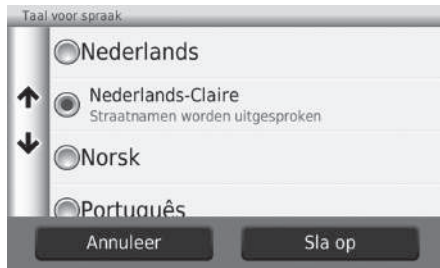 Taal voor spraak
Nederlands
Nederlands-Claire
Straatnamen worden uitgesproken
Norsk
Português
Annuleer
Sla op